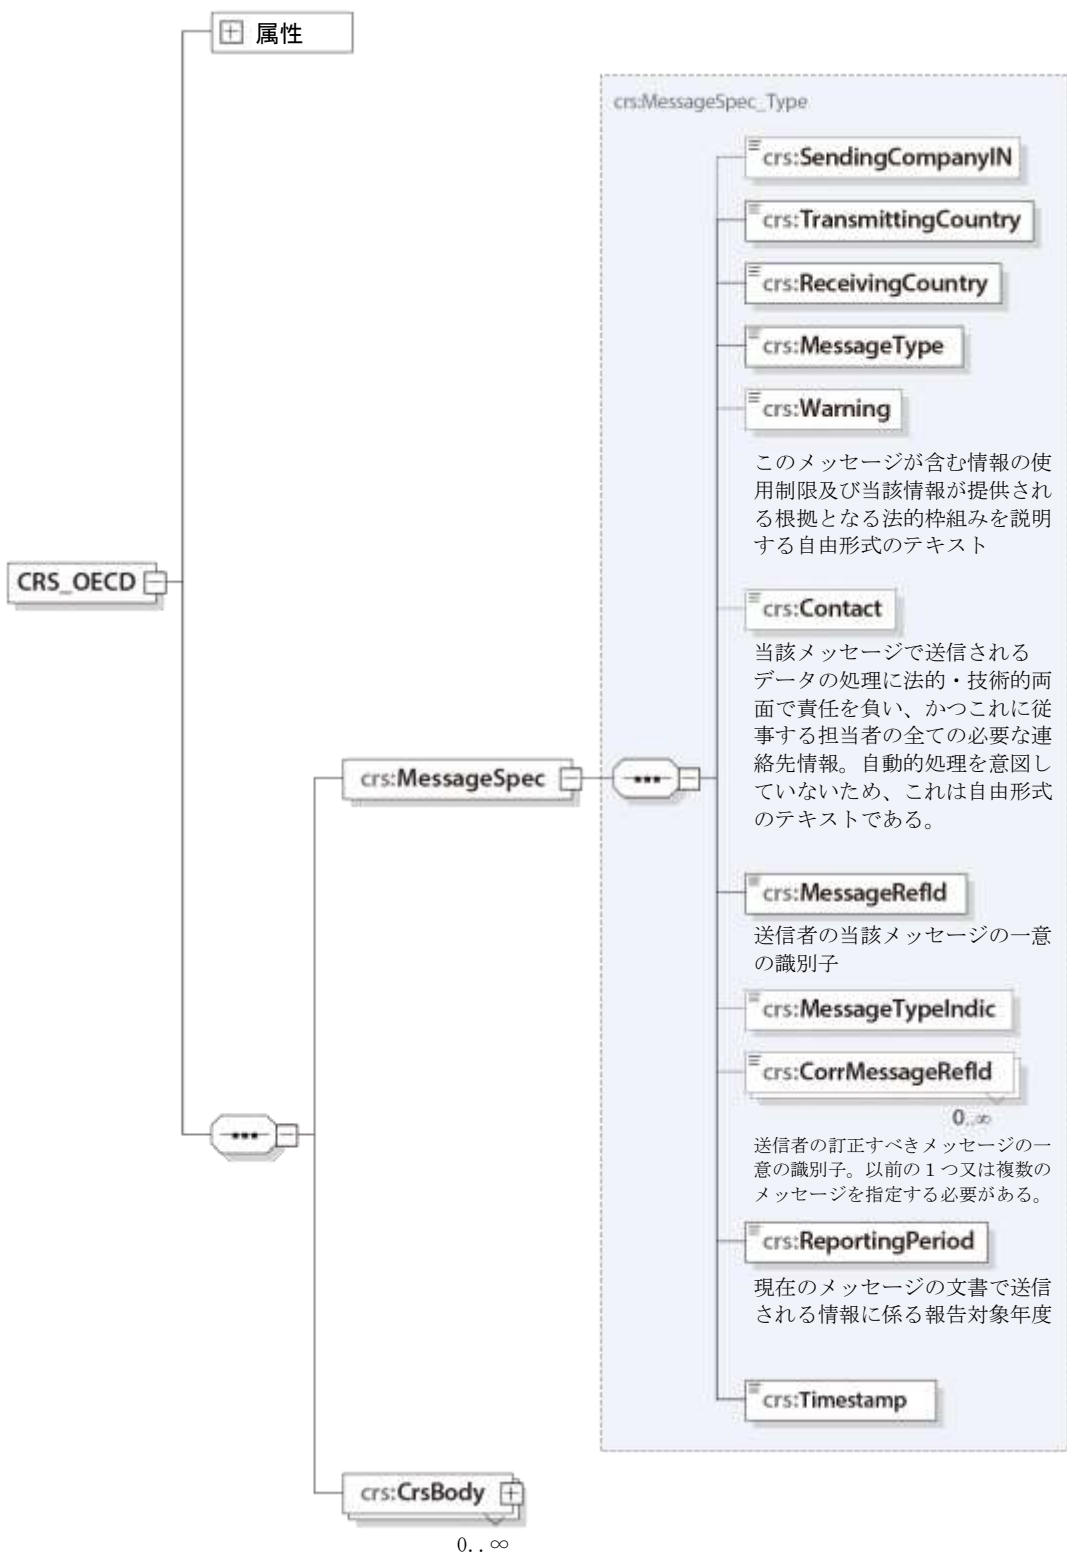 属性
crs:MessageSpec_Type
crs:SendingCompanyIN
crs:TransmittingCountry
crs:ReceivingCountry
crs:MessageType
crs:Warning
このメッセージが含む情報の使
用制限及び当該情報が提供され
る根拠となる法的枠組みを説明
する自由形式のテキスト
CRS_OECD
crs:Contact
当該メッセージで送信される
データの処理に法的・技術的両
面で責任を負い、かつこれに従
事する担当者の全ての必要な連
絡先情報。自動的処理を意図し
ていないため、これは自由形式
のテキストである。
crs:MessageSpec
crs:MessageRefId
送信者の当該メッセージの一意
の識別子
crs:MessageTypeIndic
crs:CorrMessageRefId
0..∞
送信者の訂正すべきメッセージの一
意の識別子。以前の１つ又は複数の
メッセージを指定する必要がある。
crs:ReportingPeriod
現在のメッセージの文書で送信
される情報に係る報告対象年度
crs:Timestamp
crs:CrsBody
0..∞